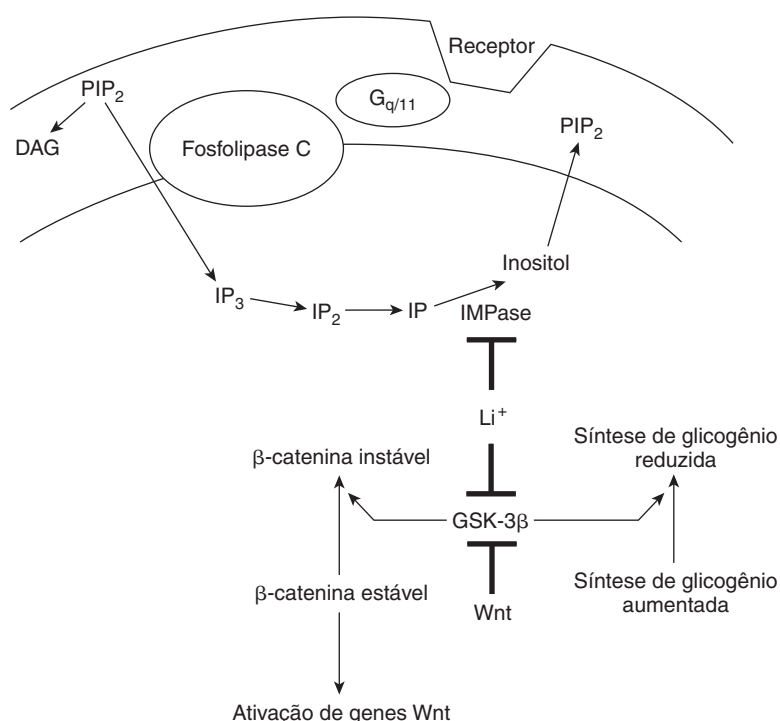 Receptor
PIP2
Gq/11
PIP2
DAG
Fosfolipase C
Inositol
IP3
IP2
IP
IMPase
Li+
β-catenina instável
Síntese de glicogênio
reduzida
GSK-3β
β-catenina estável
Síntese de glicogênio
aumentada
Wnt
Ativação de genes Wnt